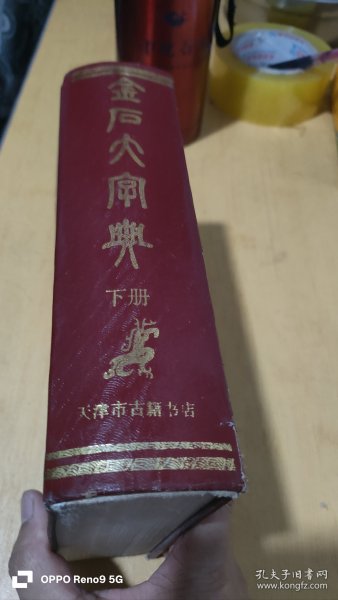 金石大字典
下册
天津市古籍书店
OPPO Reno9 5G
孔夫子旧书网
www.kongfz.com